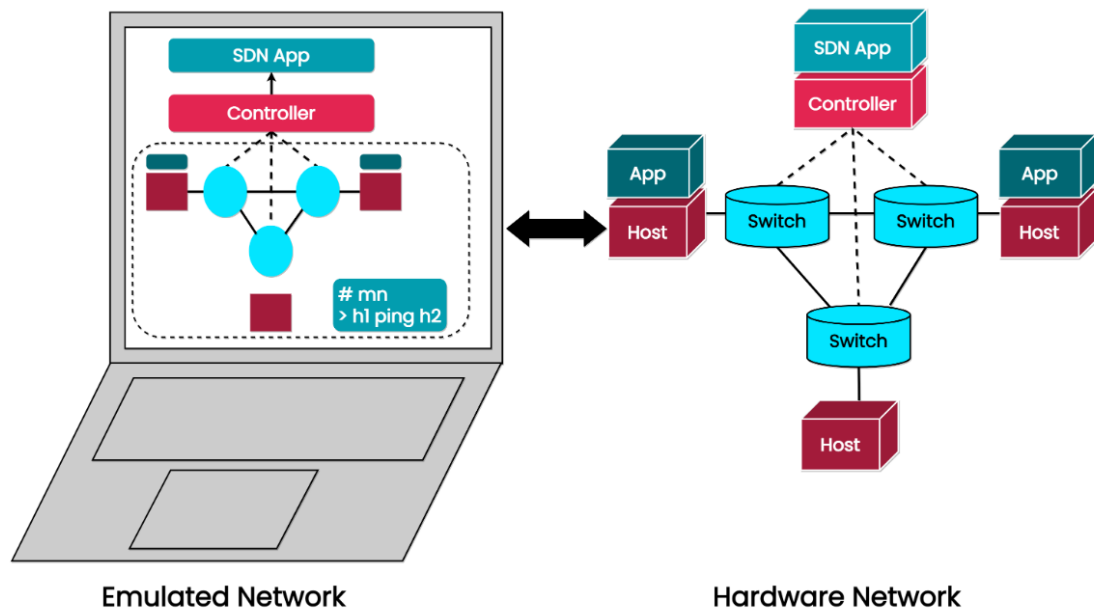 SDN App
Controller
# mn
> h1 ping h2
SDN App
Controller
App
Host
Switch
Switch
App
Host
Switch
Host
Emulated Network
Hardware Network